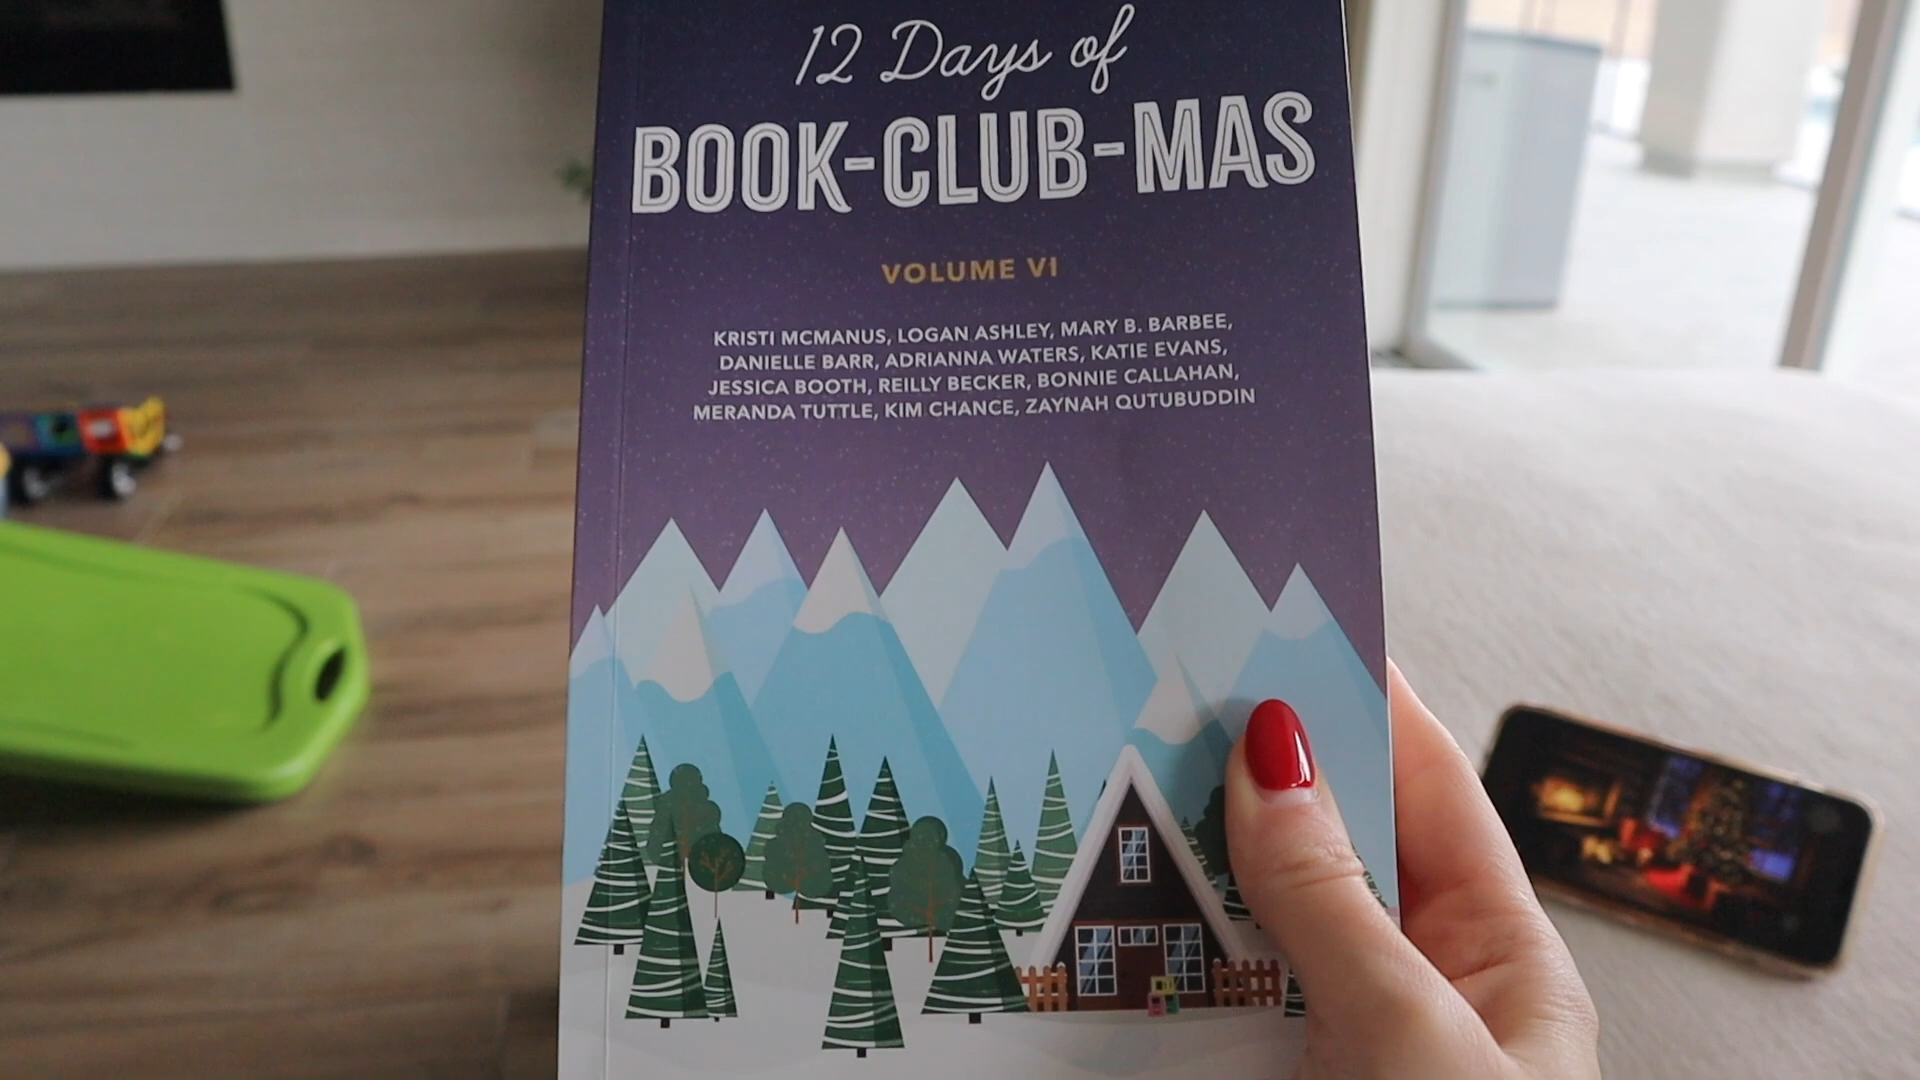 12 Days of
BOOK-CLUB-MAS
VOLUME VI
KRISTI MCMANUS, LOGAN ASHLEY, MARY B. BARBEE,
DANIELLE BARR, ADRIANNA WATERS, KATIE EVANS,
JESSICA BOOTH, REILLY BECKER, BONNIE CALLAHAN,
MERANDA TUTTLE, KIM CHANCE, ZAYNAH QUTUBUDDIN